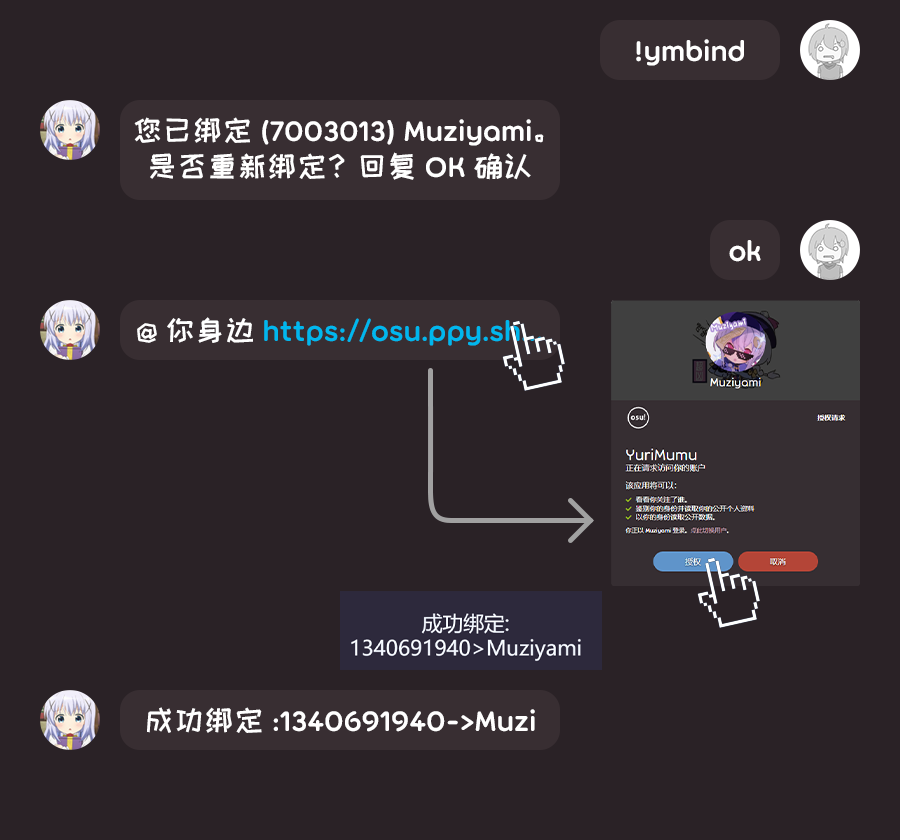 !ymbind
您已绑定 (7003013) Muziyami。
是否重新绑定？回复 OK 确认
ok
@ 你身边 https://osu.ppy.sh
Muziyami
Muziyami
osu!
授权请求
YuriMumu
正在请求访问你的账户
该应用将可以：
看看你关注了谁。
鉴别你的身份并读取你的公开个人资料
以你的身份读取公开数据。
你正以 Muziyami 登录。点此切换用户。
授权
取消
成功绑定:
1340691940>Muziyami
成功绑定 :1340691940->Muzi